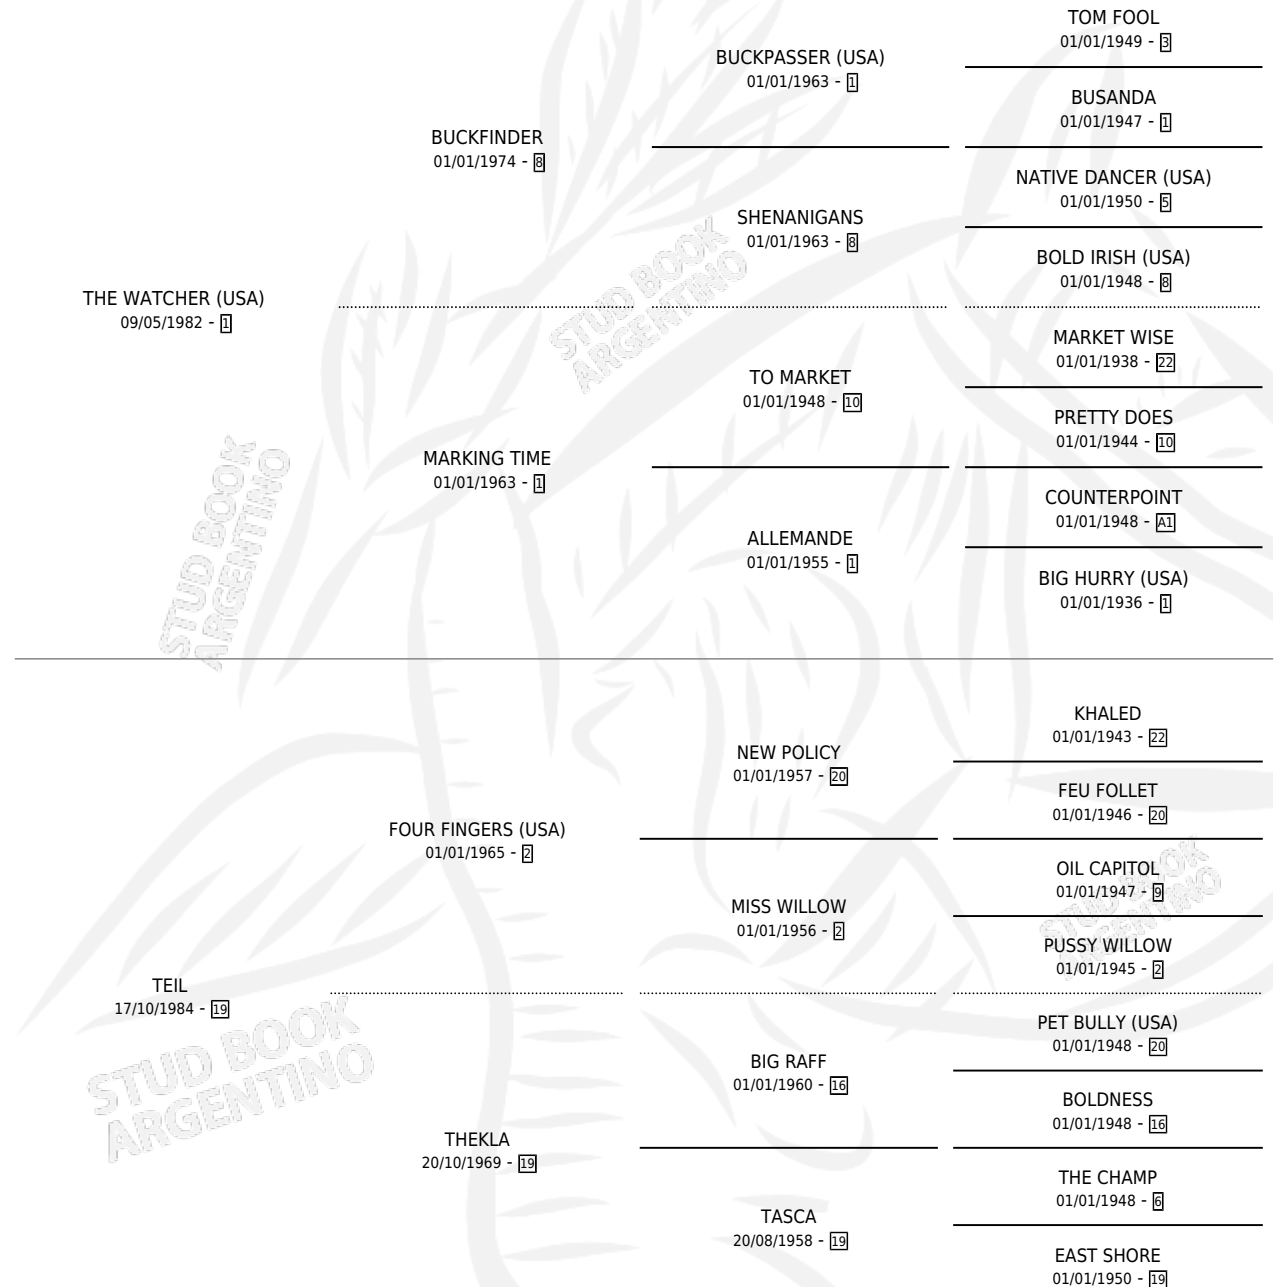 TOM FOOL
01/01/1949 - 3
BUCKPASSER (USA)
01/01/1963 - 1
BUSANDA
01/01/1947 - 1
BUCKFINDER
01/01/1974 - 8
NATIVE DANCER (USA)
01/01/1950 - 5
SHENANIGANS
01/01/1963 - 8
BOLD IRISH (USA)
01/01/1948 - 8
THE WATCHER (USA)
09/05/1982 - 1
MARKET WISE
01/01/1938 - 22
TO MARKET
01/01/1948 - 10
PRETTY DOES
01/01/1944 - 10
MARKING TIME
01/01/1963 - 1
COUNTERPOINT
01/01/1948 - A1
ALLEMANDE
01/01/1955 - 1
BIG HURRY (USA)
01/01/1936 - 1
KHALED
01/01/1943 - 22
NEW POLICY
01/01/1957 - 20
FEU FOLLET
01/01/1946 - 20
FOUR FINGERS (USA)
01/01/1965 - 2
OIL CAPITOL
01/01/1947 - 9
MISS WILLOW
01/01/1956 - 2
PUSSY WILLOW
01/01/1945 - 2
TEIL
17/10/1984 - 19
PET BULLY (USA)
01/01/1948 - 20
BIG RAFF
01/01/1960 - 16
BOLDNESS
01/01/1948 - 16
THEKLA
20/10/1969 - 19
THE CHAMP
01/01/1948 - 6
TASCA
20/08/1958 - 19
EAST SHORE
01/01/1950 - 19
STUD BOOK
ARGENTINO
STUD BOOK
ARGENTINO
STUD BOOK
ARGENTINO
STUD BOOK
ARGENTINO